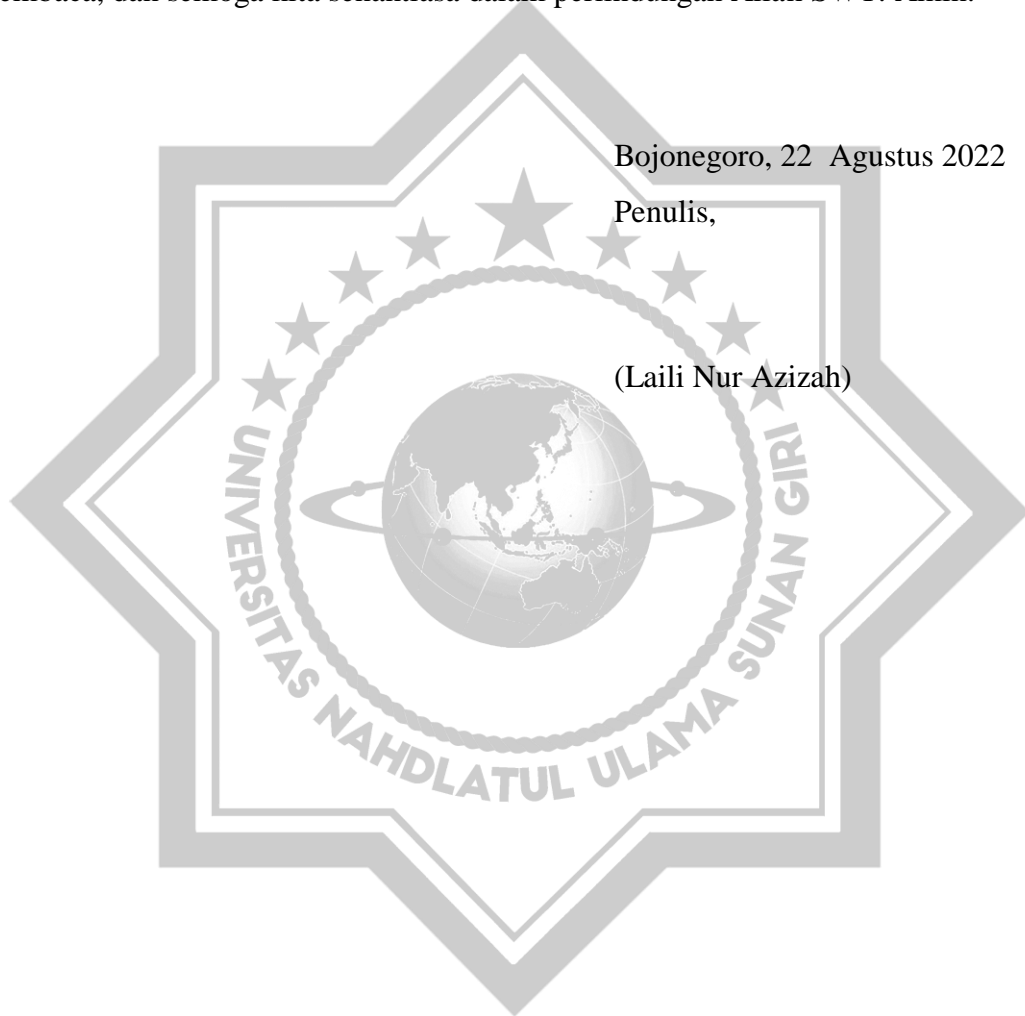 Bojonegoro, 22 Agustus 2022
Penulis,
(Laili Nur Azizah)
UNIVERSITAS NAHDLATUL ULAMA SUNAN GIRI